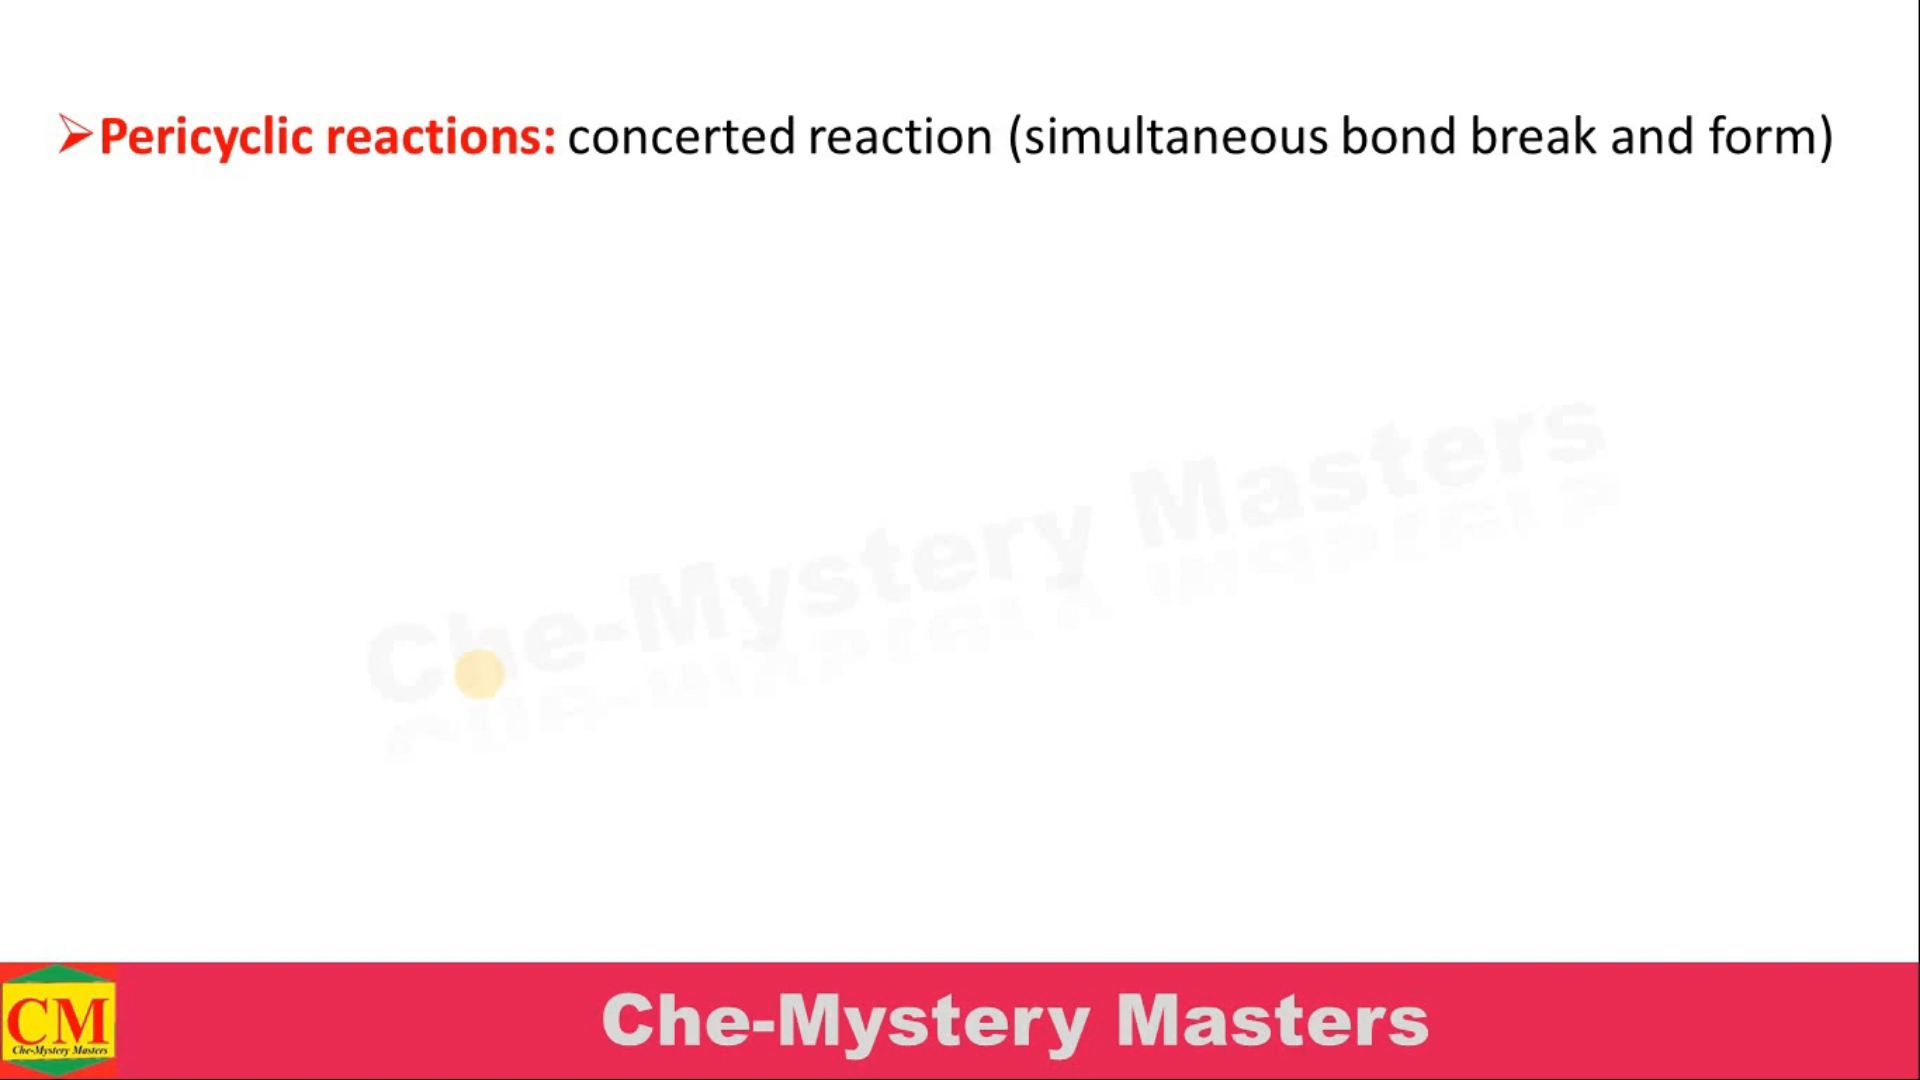 Pericyclic reactions: concerted reaction (simultaneous bond break and form)
Che-Mystery Masters
CM
Che-Mystery Masters
Che-Mystery Masters